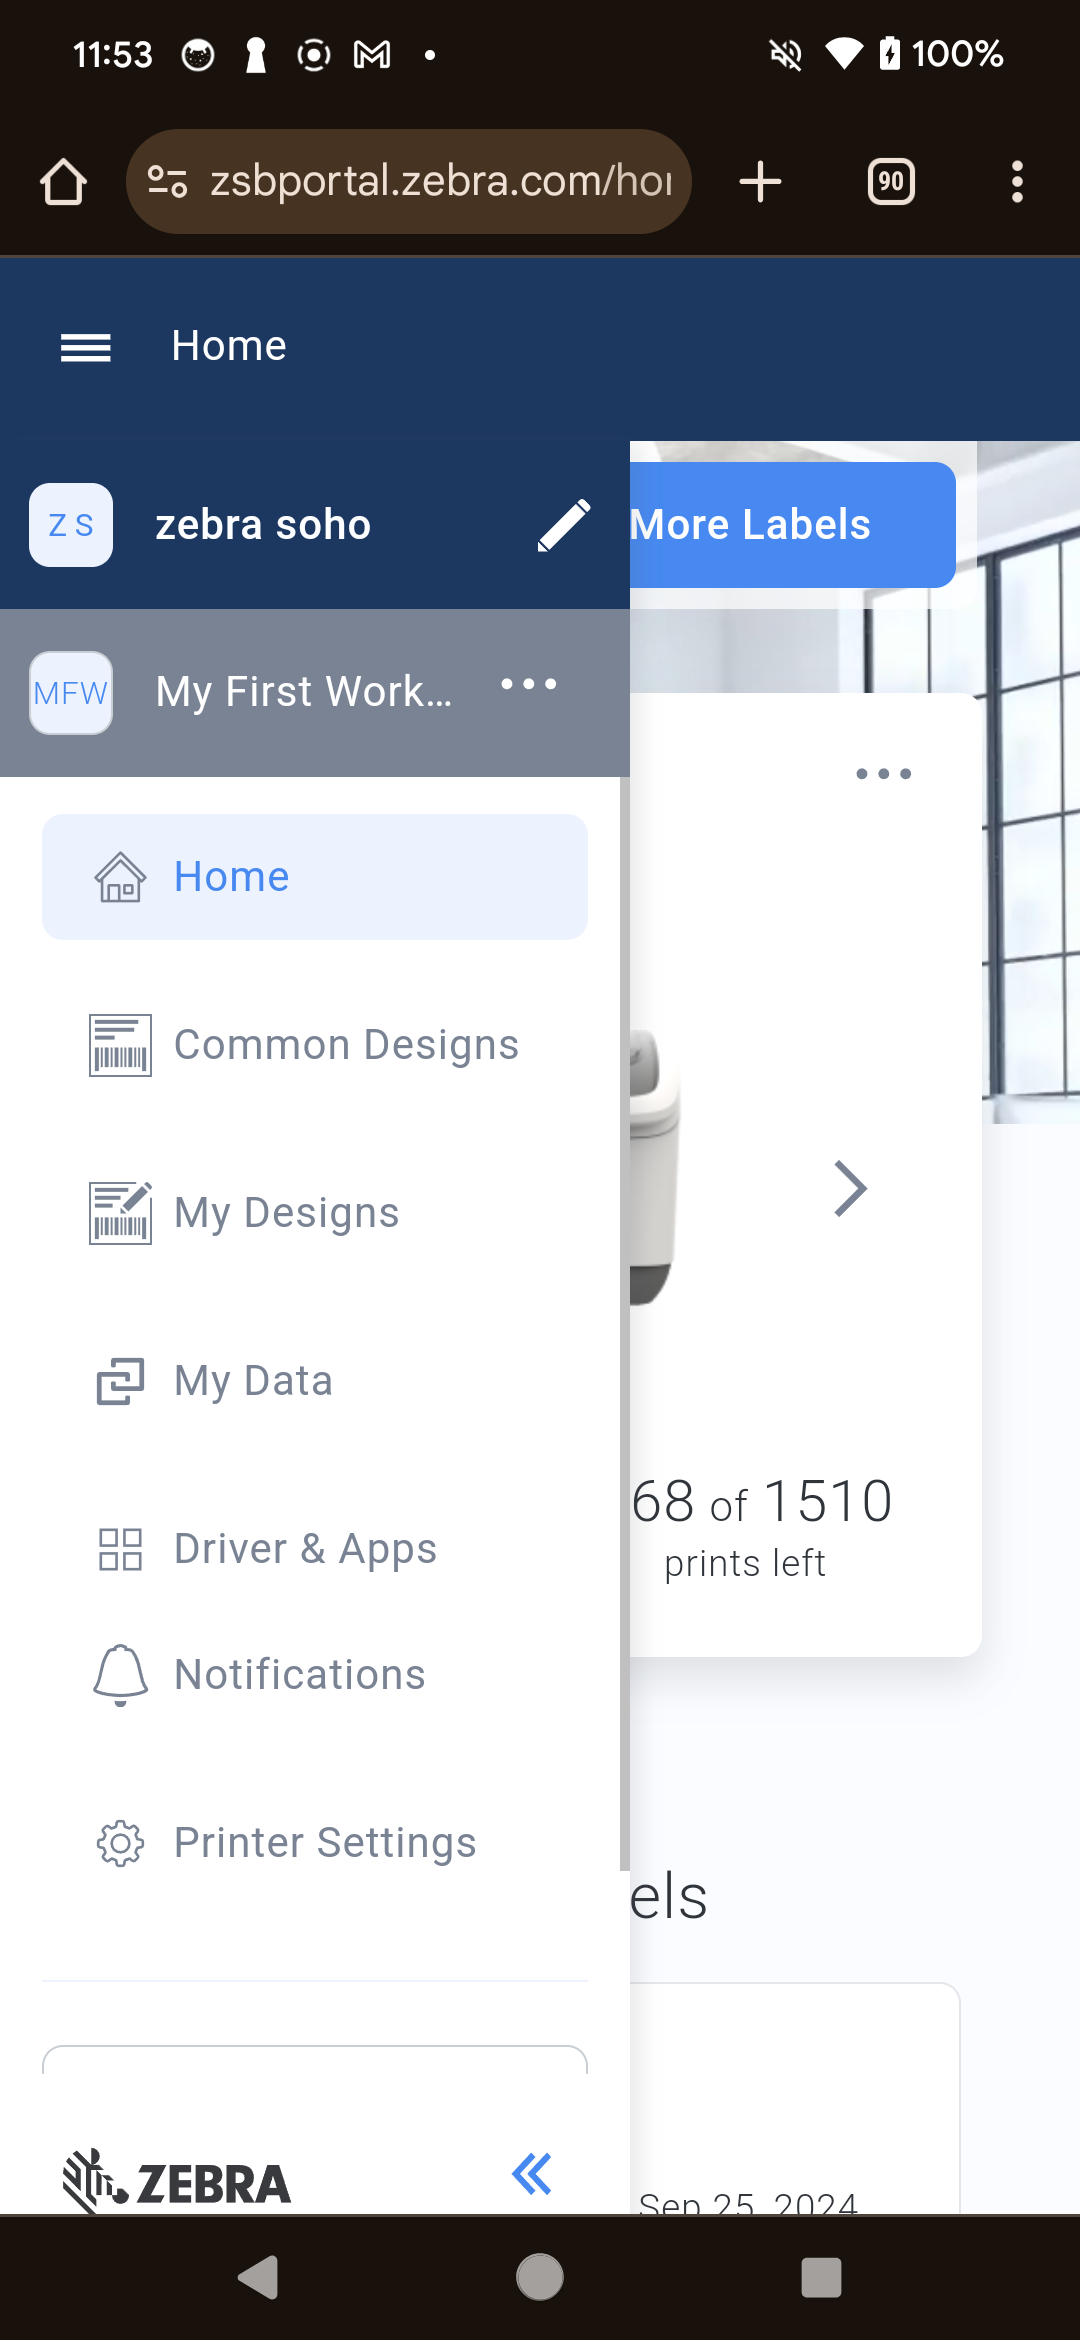 11:53
100%
zsbportal.zebra.com/ho
90
Home
Z S
zebra soho
More Labels
MFW
My First Work...
Home
Common Designs
My Designs
My Data
68 of 1510
prints left
Driver & Apps
Notifications
Printer Settings
els
ZEBRA
Sep 25, 2024